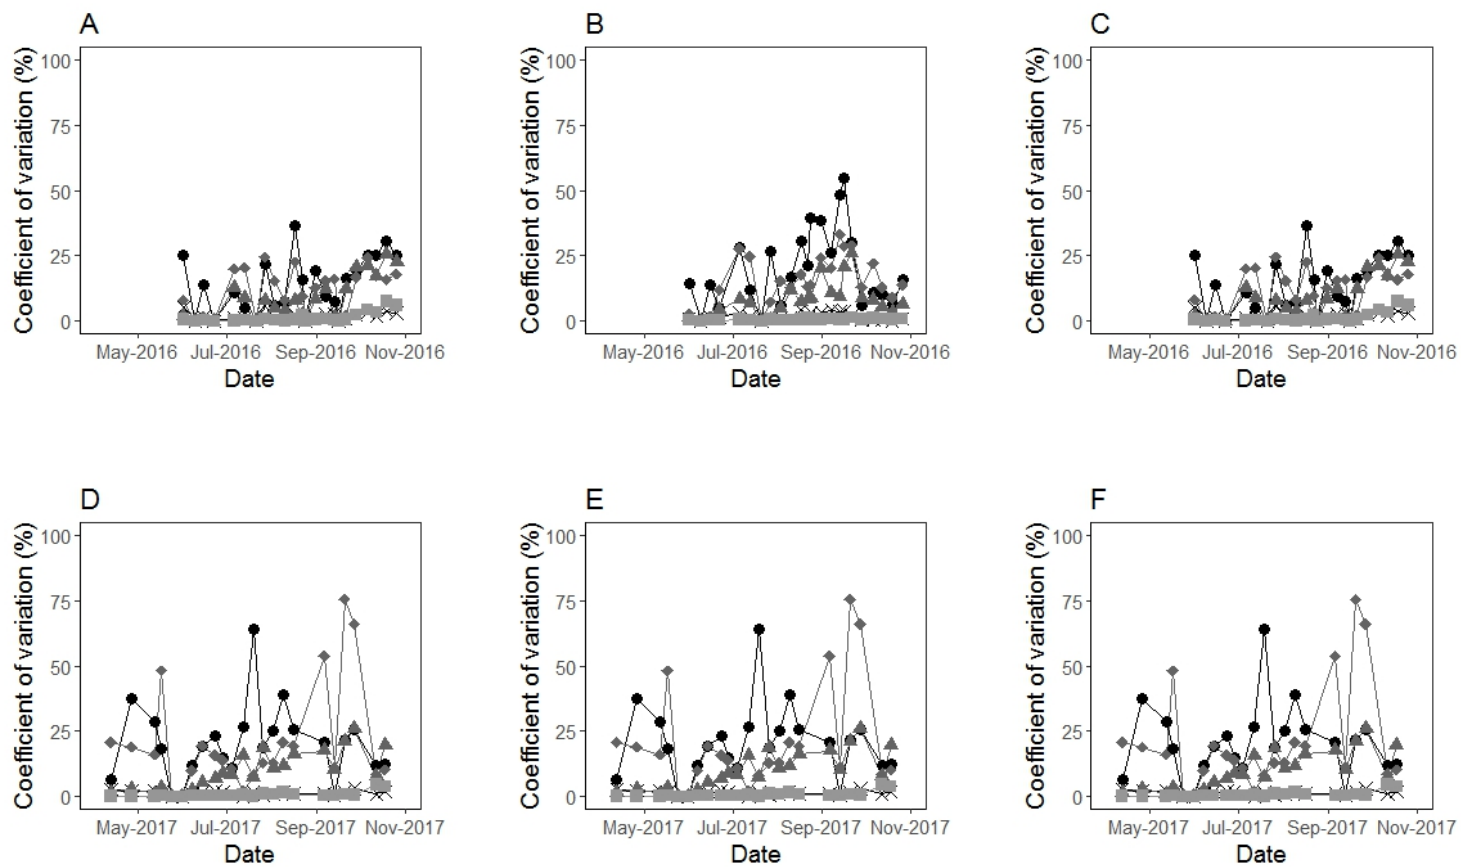 A B C
Coefficient of variation (%) Coefficient of variation (%) Coefficient of variation (%)
100 100 100
75 75 75
50 50 50
25 25 25
0 0 0
May-2016 Jul-2016 Sep-2016 Nov-2016 May-2016 Jul-2016 Sep-2016 Nov-2016 May-2016 Jul-2016 Sep-2016 Nov-2016
Date Date Date
D E F
Coefficient of variation (%) Coefficient of variation (%) Coefficient of variation (%)
100 100 100
75 75 75
50 50 50
25 25 25
0 0 0
May-2017 Jul-2017 Sep-2017 Nov-2017 May-2017 Jul-2017 Sep-2017 Nov-2017 May-2017 Jul-2017 Sep-2017 Nov-2017
Date Date Date